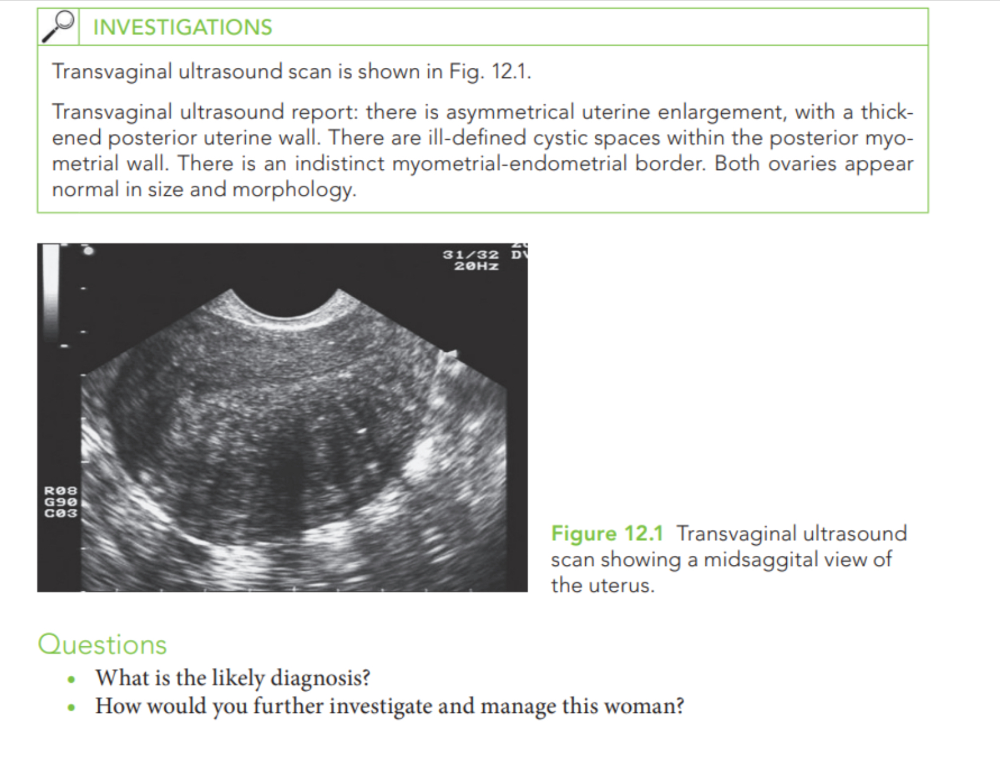 INVESTIGATIONS
Transvaginal ultrasound scan is shown in Fig. 12.1.
Transvaginal ultrasound report: there is asymmetrical uterine enlargement, with a thick-
ened posterior uterine wall. There are ill-defined cystic spaces within the posterior myo-
metrial wall. There is an indistinct myometrial-endometrial border. Both ovaries appear
normal in size and morphology.
31/32
20Hz
R08
G90
C03
Figure 12.1 Transvaginal ultrasound
scan showing a midsaggital view of
the uterus.
Questions
• What is the likely diagnosis?
• How would you further investigate and manage this woman?